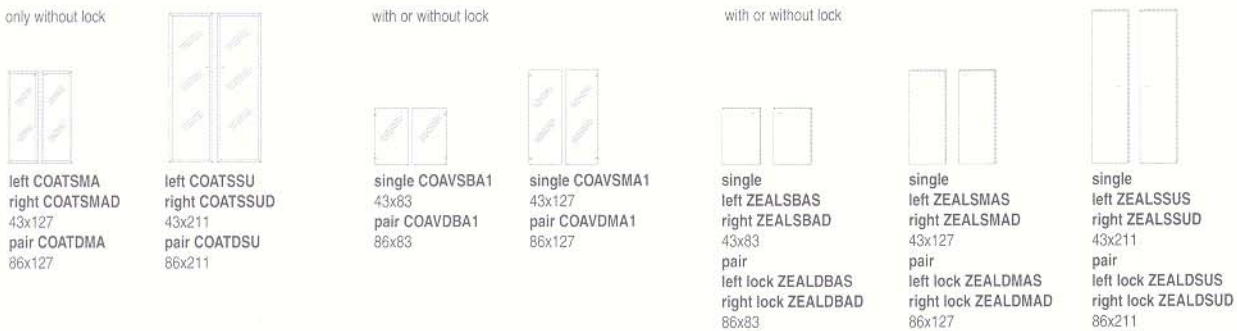 only without lock
left COATSMA
right COATSMAD
43x127
pair COATDMA
86x127
left COATSSU
right COATSSUD
43x211
pair COATDSU
86x211
with or without lock
single COAVSBA1
43x83
pair COAVDBA1
86x83
single COAVSMA1
43x127
pair COAVDMA1
86x127
with or without lock
single
left ZEALSBAS
right ZEALSBAD
43x83
pair
left lock ZEALDBAS
right lock ZEALDBAD
86x83
single
left ZEALSMAS
right ZEALSMAD
43x127
pair
left lock ZEALDMAS
right lock ZEALDMAD
86x127
single
left ZEALSSUS
right ZEALSSUD
43x211
pair
left lock ZEALDSUS
right lock ZEALDSUD
86x211